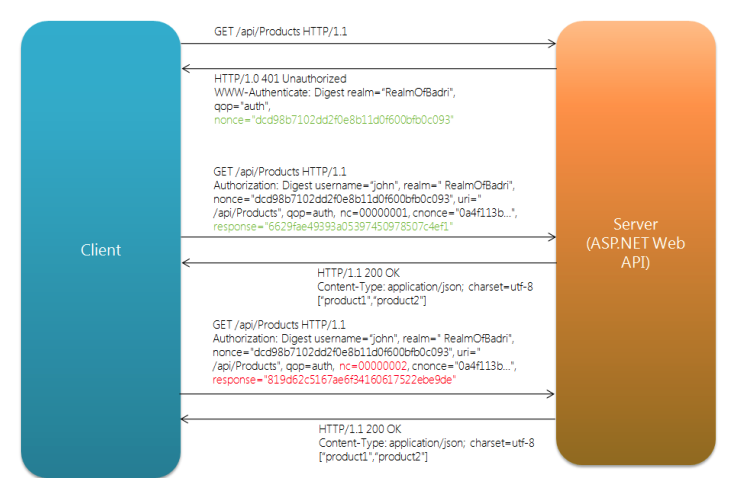 GET /api/Products HTTP/1.1
HTTP/1.0 401 Unauthorized
WWW-Authenticate: Digest realm="RealmOfBadri",
qop="auth",
nonce="dcd98b7102dd2f0e8b11d0f600bfb0c093"
GET /api/Products HTTP/1.1
Authorization: Digest username="john", realm=" RealmOfBadri",
nonce="dcd98b7102dd2f0e8b11d0f600bfb0c093", uri="
/api/Products", qop=auth, nc=00000001, cnonce="0a4f113b...",
response="6629fae49393a05397450978507c4ef1"
Client
Server
(ASP.NET Web
API)
HTTP/1.1 200 OK
Content-Type: application/json; charset=utf-8
["product1","product2"]
GET /api/Products HTTP/1.1
Authorization: Digest username="john", realm=" RealmOfBadri",
nonce="dcd98b7102dd2f0e8b11d0f600bfb0c093", uri="
/api/Products", qop=auth, nc=00000002, cnonce="0a4f113b...",
response="819d62c5167ae6f34160617522ebe9de"
HTTP/1.1 200 OK
Content-Type: application/json; charset=utf-8
["product1","product2"]